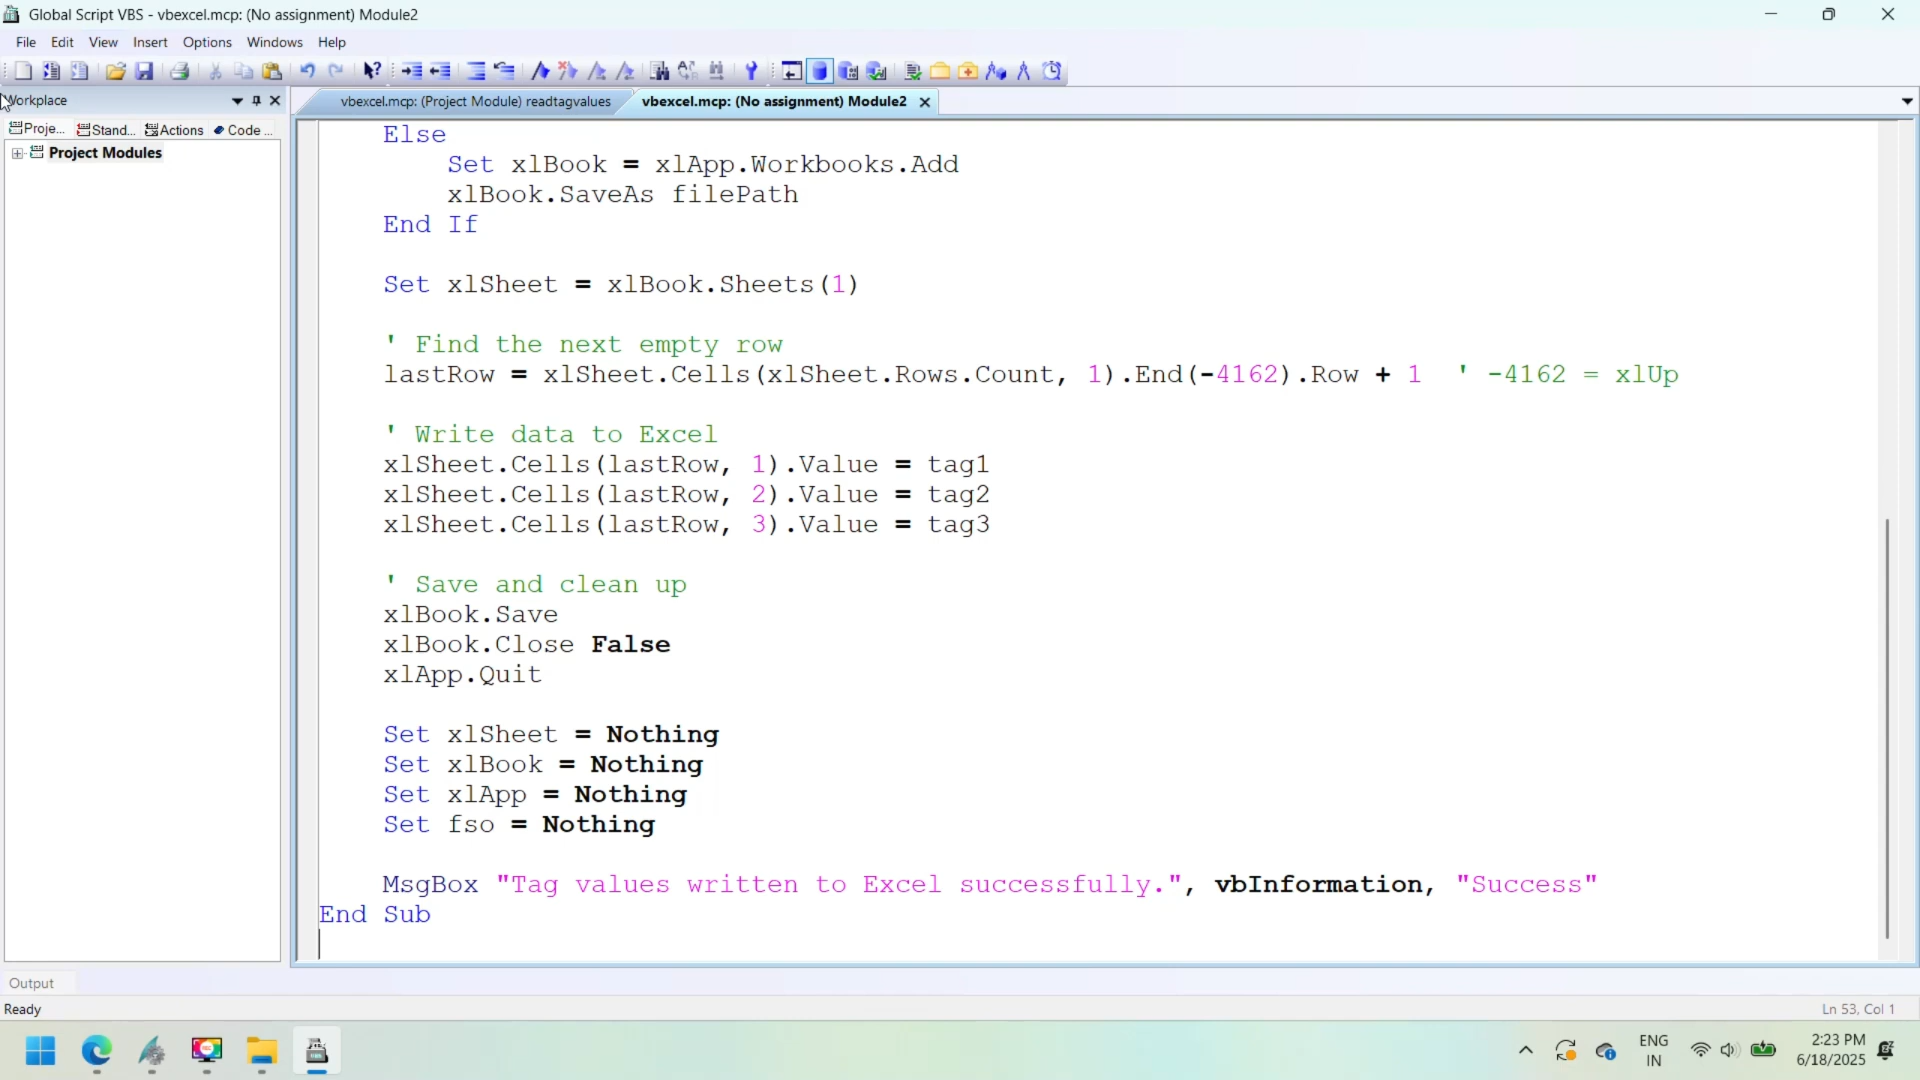 Global Script VBS - vbexcel.mcp: (No assignment) Module2
File Edit View Insert Options Windows Help
Workplace
vbexcel.mcp: (Project Module) readtagvalues
vbexcel.mcp: (No assignment) Module2
Proje... Stand... Actions Code ...
Project Modules
Else
Set xlBook = xlApp.Workbooks.Add
xlBook.SaveAs filePath
End If
Set xlSheet = xlBook.Sheets(1)
' Find the next empty row
lastRow = xlSheet.Cells(xlSheet.Rows.Count, 1).End(-4162).Row + 1 ' -4162 = xlUp
' Write data to Excel
xlSheet.Cells(lastRow, 1).Value = tag1
xlSheet.Cells(lastRow, 2).Value = tag2
xlSheet.Cells(lastRow, 3).Value = tag3
' Save and clean up
xlBook.Save
xlBook.Close False
xlApp.Quit
Set xlSheet = Nothing
Set xlBook = Nothing
Set xlApp = Nothing
Set fso = Nothing
MsgBox "Tag values written to Excel successfully.", vbInformation, "Success"
End Sub
Output
Ready
Ln 53, Col 1
ENG
IN
2:23 PM
6/18/2025